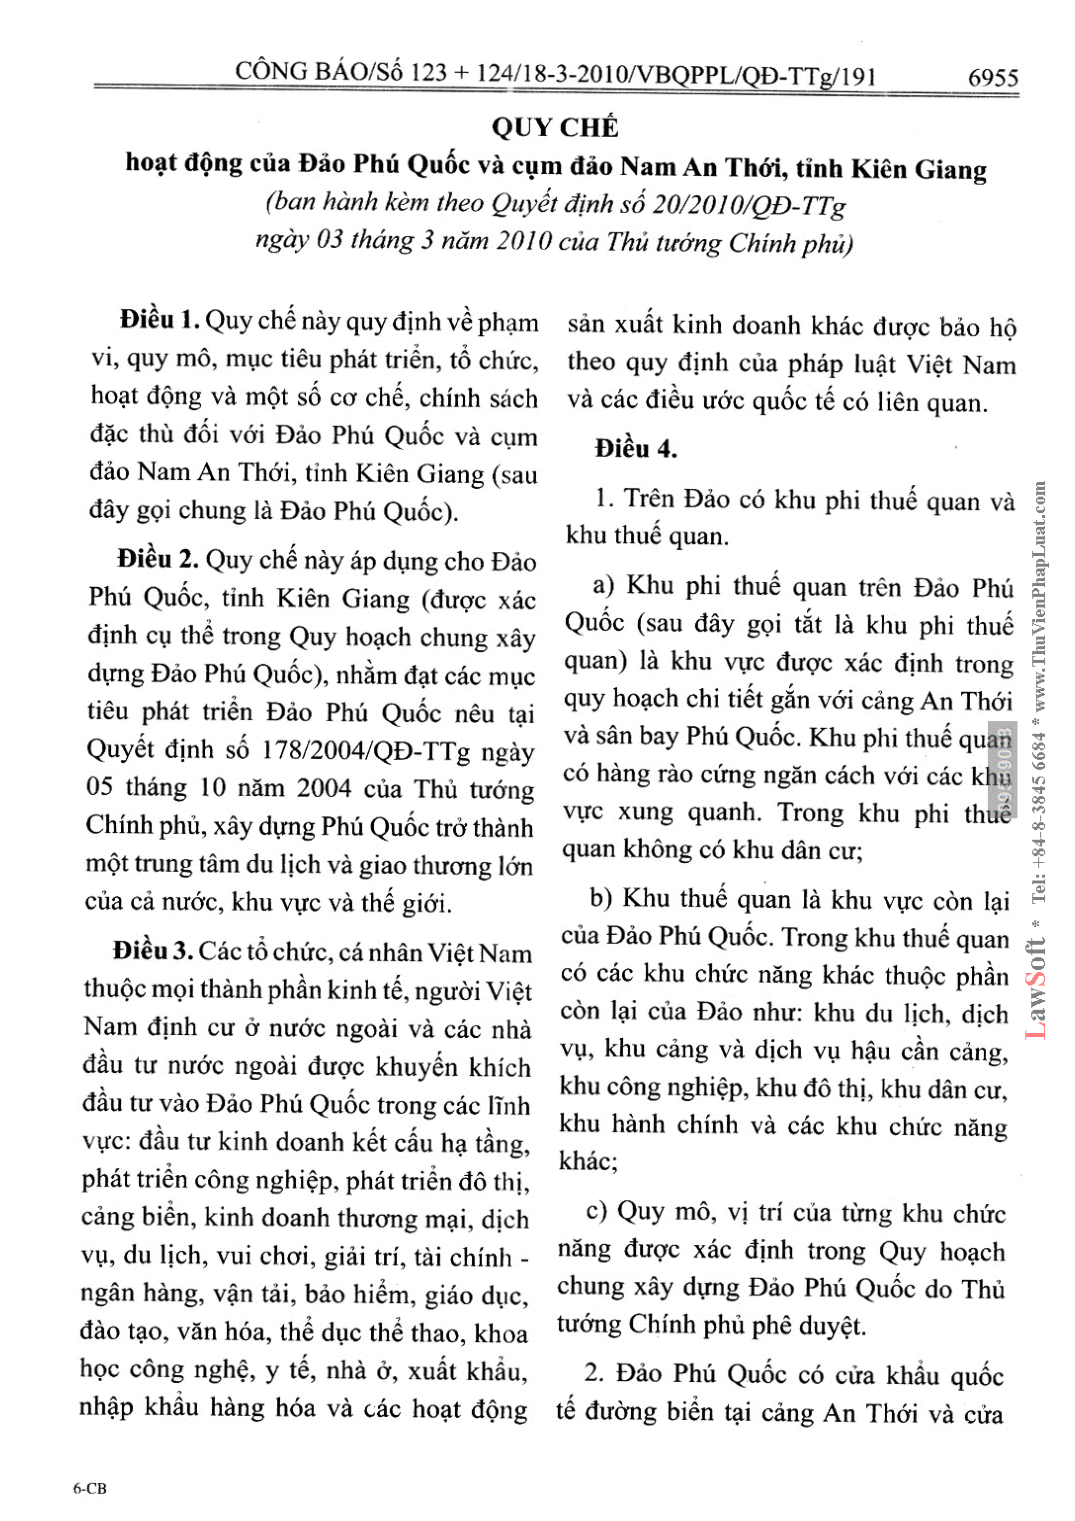 CÔNG BÁO/Số 123 + 124/18-3-2010/VBQPPL/QĐ-TTg/191 6955
QUY CHẾ
hoạt động của Đảo Phú Quốc và cụm đảo Nam An Thới, tỉnh Kiên Giang
(ban hành kèm theo Quyết định số 20/2010/QĐ-TTg
ngày 03 tháng 3 năm 2010 của Thủ tướng Chính phủ)
Điều 1. Quy chế này quy định về phạm
vi, quy mô, mục tiêu phát triển, tổ chức,
hoạt động và một số cơ chế, chính sách
đặc thù đối với Đảo Phú Quốc và cụm
đảo Nam An Thới, tỉnh Kiên Giang (sau
đây gọi chung là Đảo Phú Quốc).
Điều 2. Quy chế này áp dụng cho Đảo
Phú Quốc, tỉnh Kiên Giang (được xác
định cụ thể trong Quy hoạch chung xây
dựng Đảo Phú Quốc), nhằm đạt các mục
tiêu phát triển Đảo Phú Quốc nêu tại
Quyết định số 178/2004/QĐ-TTg ngày
05 tháng 10 năm 2004 của Thủ tướng
Chính phủ, xây dựng Phú Quốc trở thành
một trung tâm du lịch và giao thương lớn
của cả nước, khu vực và thế giới.
Điều 3. Các tổ chức, cá nhân Việt Nam
thuộc mọi thành phần kinh tế, người Việt
Nam định cư ở nước ngoài và các nhà
đầu tư nước ngoài được khuyến khích
đầu tư vào Đảo Phú Quốc trong các lĩnh
vực: đầu tư kinh doanh kết cấu hạ tầng,
phát triển công nghiệp, phát triển đô thị,
cảng biển, kinh doanh thương mại, dịch
vụ, du lịch, vui chơi, giải trí, tài chính -
ngân hàng, vận tải, bảo hiểm, giáo dục,
đào tạo, văn hóa, thể dục thể thao, khoa
học công nghệ, y tế, nhà ở, xuất khẩu,
nhập khẩu hàng hóa và các hoạt động
sản xuất kinh doanh khác được bảo hộ
theo quy định của pháp luật Việt Nam
và các điều ước quốc tế có liên quan.
Điều 4.
1. Trên Đảo có khu phi thuế quan và
khu thuế quan.
a) Khu phi thuế quan trên Đảo Phú
Quốc (sau đây gọi tắt là khu phi thuế
quan) là khu vực được xác định trong
quy hoạch chi tiết gắn với cảng An Thới
và sân bay Phú Quốc. Khu phi thuế quan
có hàng rào cứng ngăn cách với các khu
vực xung quanh. Trong khu phi thuế
quan không có khu dân cư;
b) Khu thuế quan là khu vực còn lại
của Đảo Phú Quốc. Trong khu thuế quan
có các khu chức năng khác thuộc phần
còn lại của Đảo như: khu du lịch, dịch
vụ, khu cảng và dịch vụ hậu cần cảng,
khu công nghiệp, khu đô thị, khu dân cư,
khu hành chính và các khu chức năng
khác;
c) Quy mô, vị trí của từng khu chức
năng được xác định trong Quy hoạch
chung xây dựng Đảo Phú Quốc do Thủ
tướng Chính phủ phê duyệt.
2. Đảo Phú Quốc có cửa khẩu quốc
tế đường biển tại cảng An Thới và cửa
6-CB
LawSoft * Tel: +84-8-3845 6684 * www.ThuVienPhapLuat.com